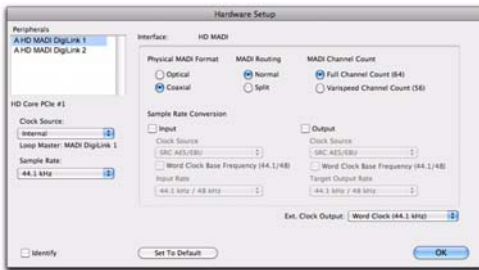 Hardware Setup
Peripherals
A HD MADI DigiLink 1
A HD MADI DigiLink 2
HD Core PCIe #1
Clock Source:
Internal
Loop Master: MADI DigiLink 1
Sample Rate:
44.1 kHz
Identify
Interface: HD MADI
Physical MADI Format
Optical
Coaxial
MADI Routing
Normal
Split
MADI Channel Count
Full Channel Count (64)
Varispeed Channel Count (56)
Sample Rate Conversion
Input
Clock Source
SRC AES/EBU
Word Clock Base Frequency (44.1/48)
Input Rate
44.1 kHz / 48 kHz
Output
Clock Source
SRC AES/EBU
Word Clock Base Frequency (44.1/48)
Target Output Rate
44.1 kHz / 48 kHz
Ext. Clock Output: Word Clock (44.1 kHz)
Set To Default
OK